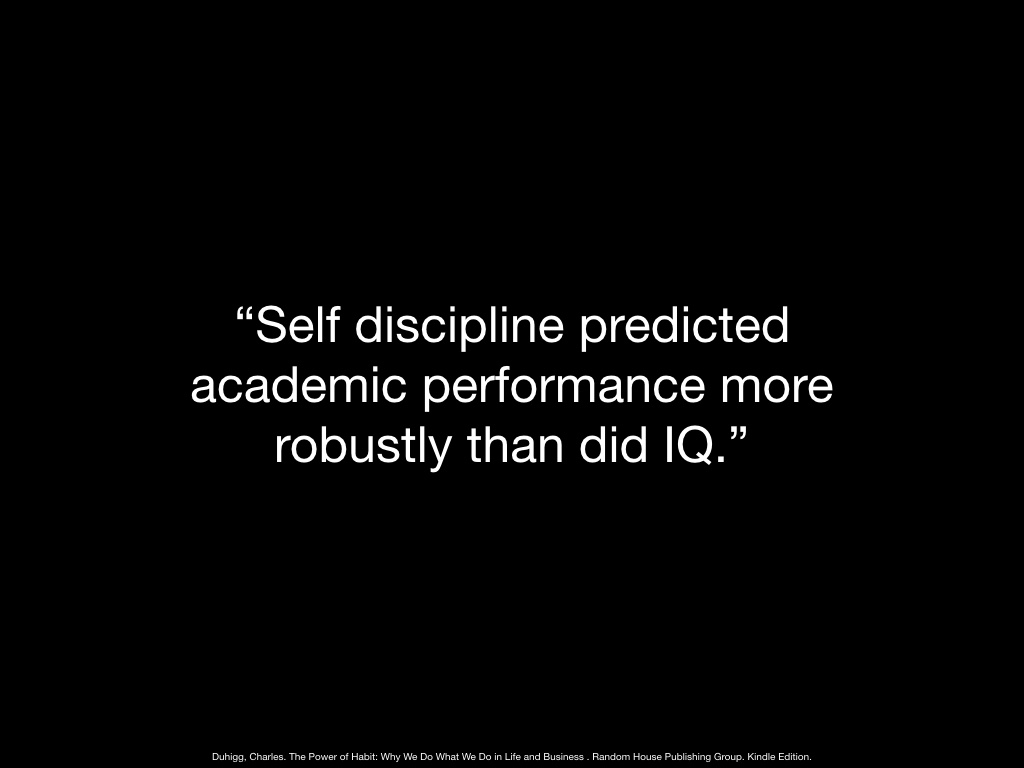 “Self discipline predicted
academic performance more
robustly than did IQ.”
Duhigg, Charles. The Power of Habit: Why We Do What We Do in Life and Business . Random House Publishing Group. Kindle Edition.